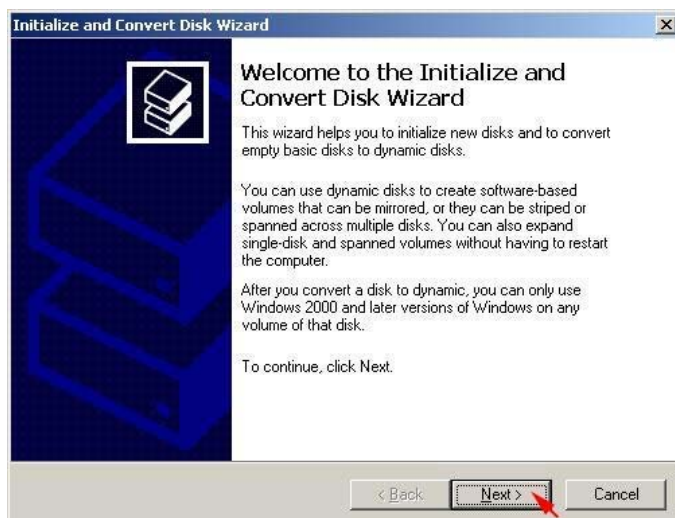 Initialize and Convert Disk Wizard
Welcome to the Initialize and
Convert Disk Wizard
This wizard helps you to initialize new disks and to convert
empty basic disks to dynamic disks.
You can use dynamic disks to create software-based
volumes that can be mirrored, or they can be striped or
spanned across multiple disks. You can also expand
single-disk and spanned volumes without having to restart
the computer.
After you convert a disk to dynamic, you can only use
Windows 2000 and later versions of Windows on any
volume of that disk.
To continue, click Next.
< Back
Next >
Cancel